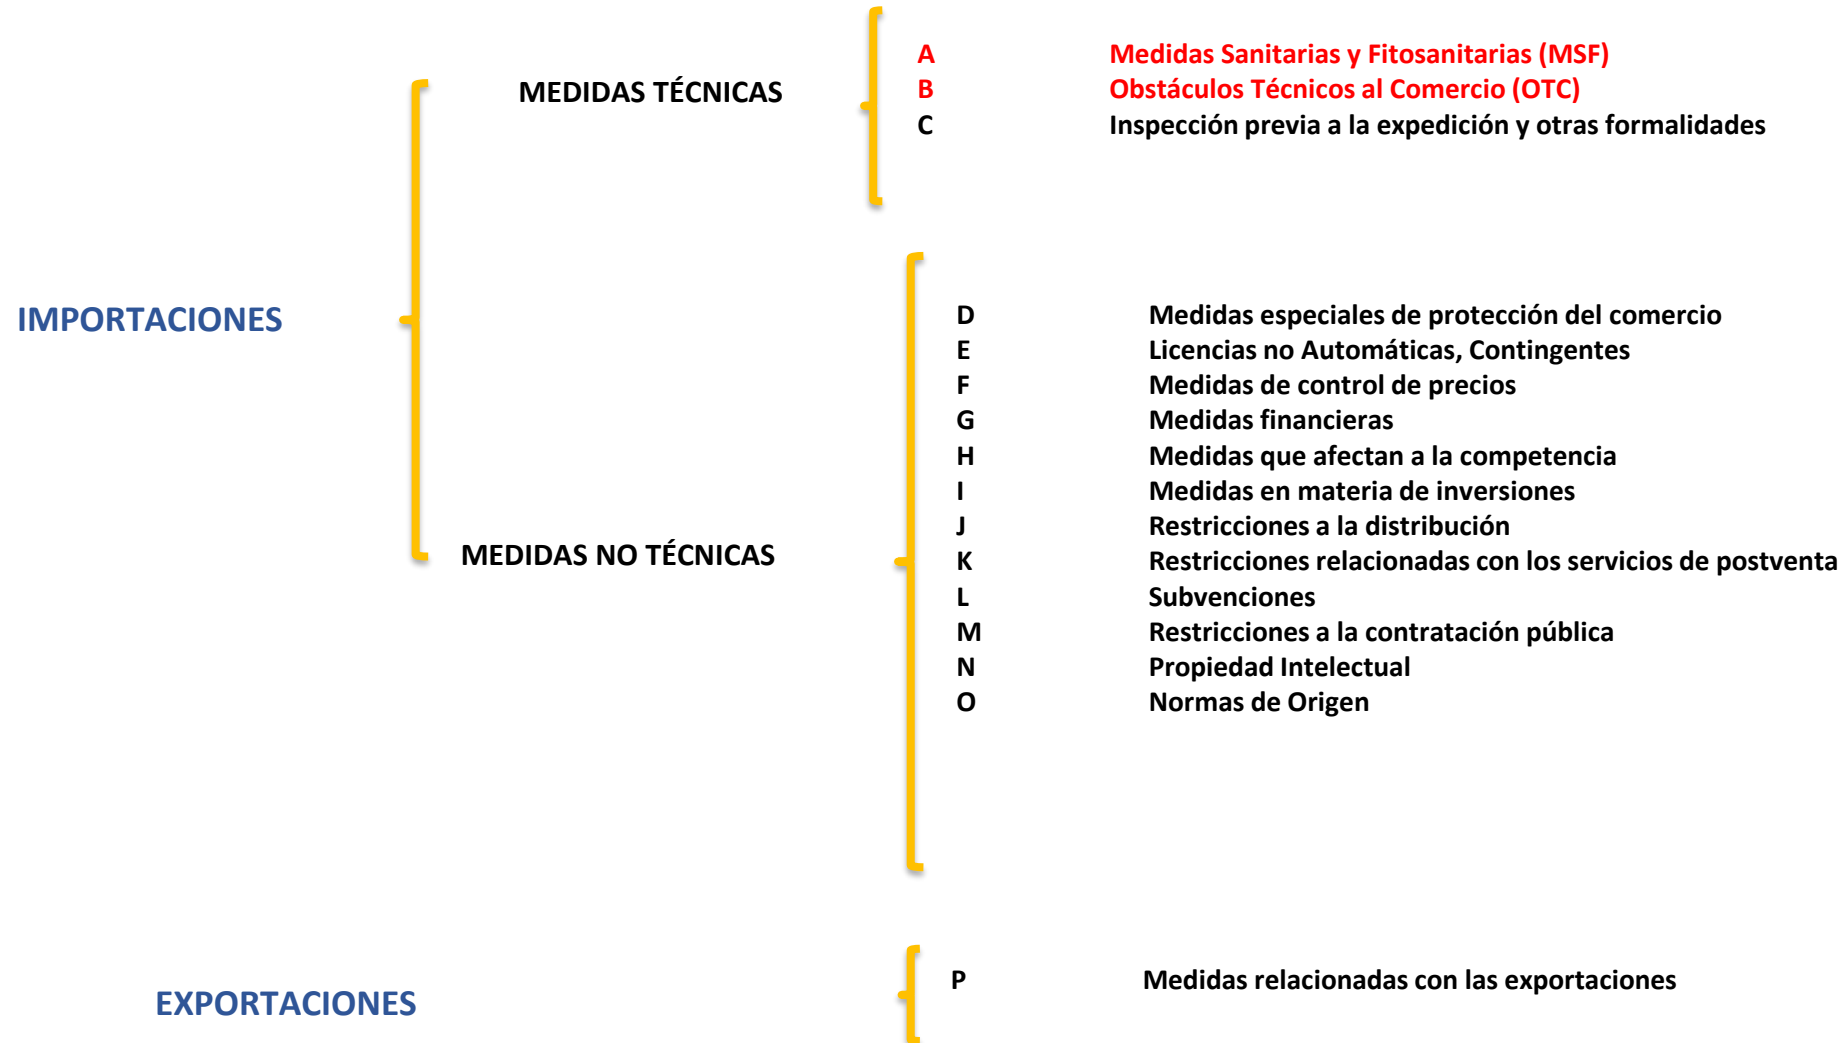 IMPORTACIONES
MEDIDAS TÉCNICAS
A Medidas Sanitarias y Fitosanitarias (MSF)
B Obstáculos Técnicos al Comercio (OTC)
C Inspección previa a la expedición y otras formalidades
MEDIDAS NO TÉCNICAS
D Medidas especiales de protección del comercio
E Licencias no Automáticas, Contingentes
F Medidas de control de precios
G Medidas financieras
H Medidas que afectan a la competencia
I Medidas en materia de inversiones
J Restricciones a la distribución
K Restricciones relacionadas con los servicios de postventa
L Subvenciones
M Restricciones a la contratación pública
N Propiedad Intelectual
O Normas de Origen
EXPORTACIONES
P Medidas relacionadas con las exportaciones